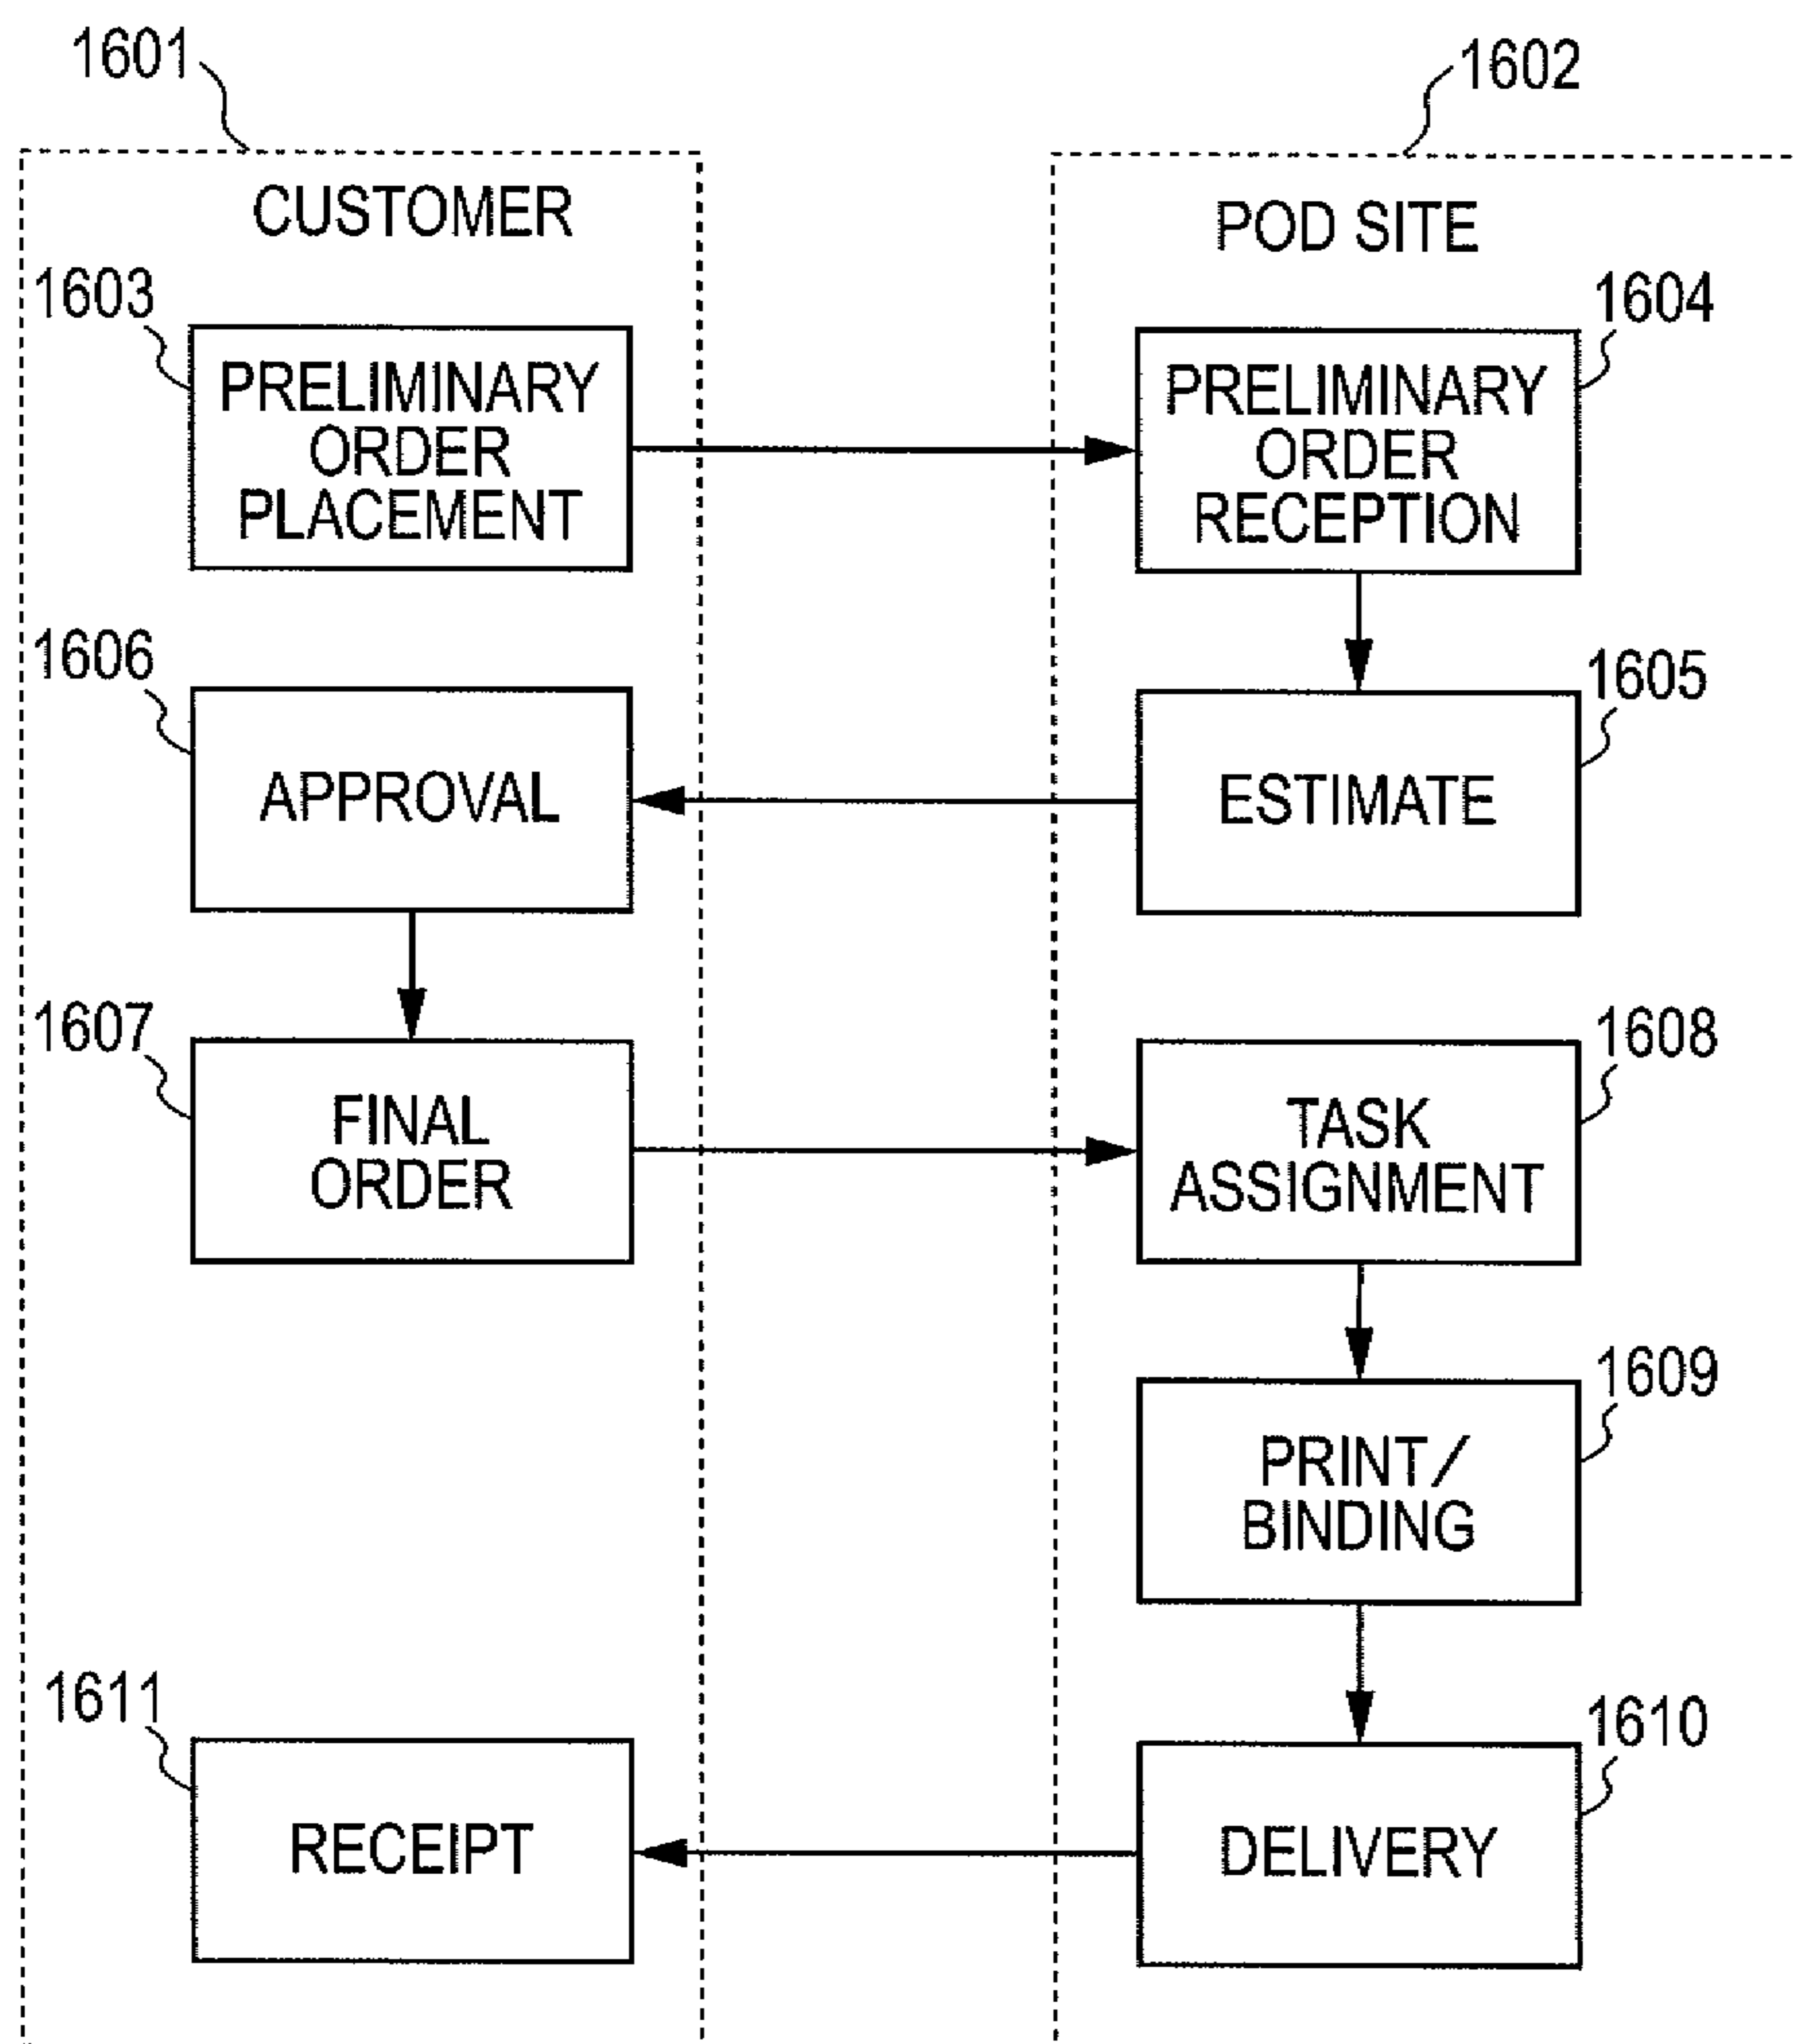 1601
1602
CUSTOMER
POD SITE
1603
PRELIMINARY
ORDER
PLACEMENT
1604
PRELIMINARY
ORDER
RECEPTION
1606
APPROVAL
1605
ESTIMATE
1607
FINAL
ORDER
1608
TASK
ASSIGNMENT
1609
PRINT/
BINDING
1611
RECEIPT
1610
DELIVERY